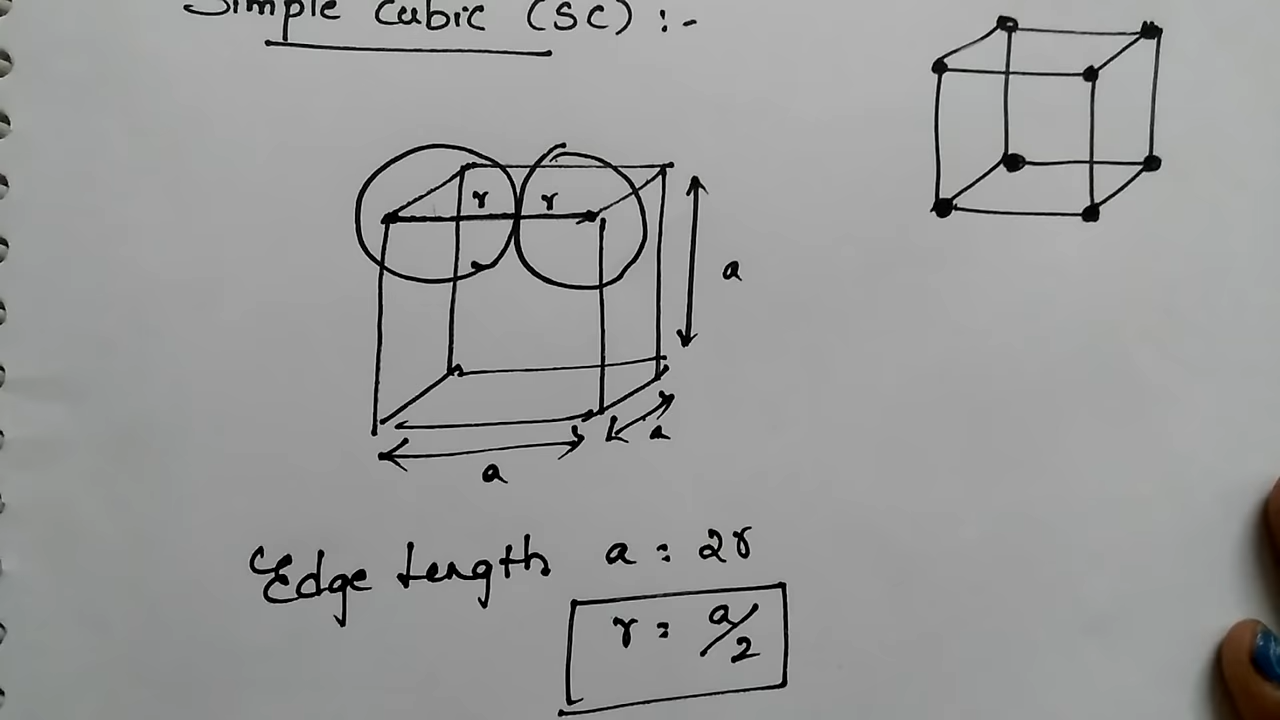 Simple Cubic (SC) :-
r r
a
a
a
Edge Length a = 2r
r = a/2